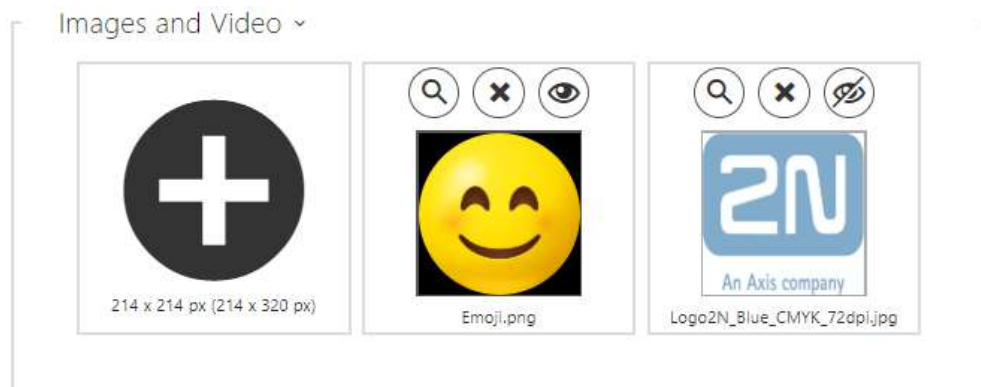 Images and Video
2N
An Axis company
214 x 214 px (214 x 320 px)
Emoji.png
Logo2N_Blue_CMYK_72dpi.jpg